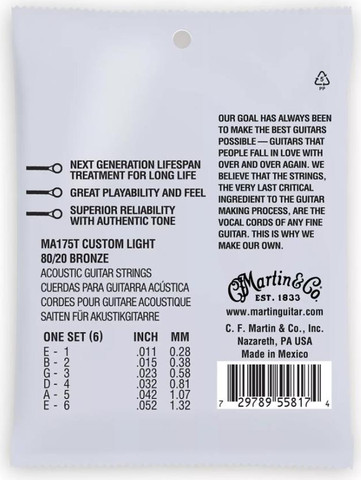 5
PP
OUR GOAL HAS ALWAYS BEEN
TO MAKE THE BEST GUITARS
POSSIBLE — GUITARS THAT
PEOPLE FALL IN LOVE WITH
OVER AND OVER AGAIN. WE
BELIEVE THAT THE STRINGS,
THE VERY LAST CRITICAL
INGREDIENT TO THE GUITAR
MAKING PROCESS, ARE THE
VOCAL CORDS OF ANY FINE
GUITAR. THIS IS WHY WE
MAKE OUR OWN.
NEXT GENERATION LIFESPAN
TREATMENT FOR LONG LIFE
GREAT PLAYABILITY AND FEEL
SUPERIOR RELIABILITY
WITH AUTHENTIC TONE
MA175T CUSTOM LIGHT
80/20 BRONZE
ACOUSTIC GUITAR STRINGS
CUERDAS PARA GUITARRA ACÚSTICA
CORDES POUR GUITARE ACOUSTIQUE
SAITEN FÜR AKUSTIKGITARRE
ONE SET (6) INCH MM
E - 1 .011 0.28
B - 2 .015 0.38
G - 3 .023 0.58
D - 4 .032 0.81
A - 5 .042 1.07
E - 6 .052 1.32
CF Martin & Co.
EST. 1833
www.martinguitar.com
C. F. Martin & Co., Inc.
Nazareth, PA USA
Made in Mexico
7 29789 55817 4